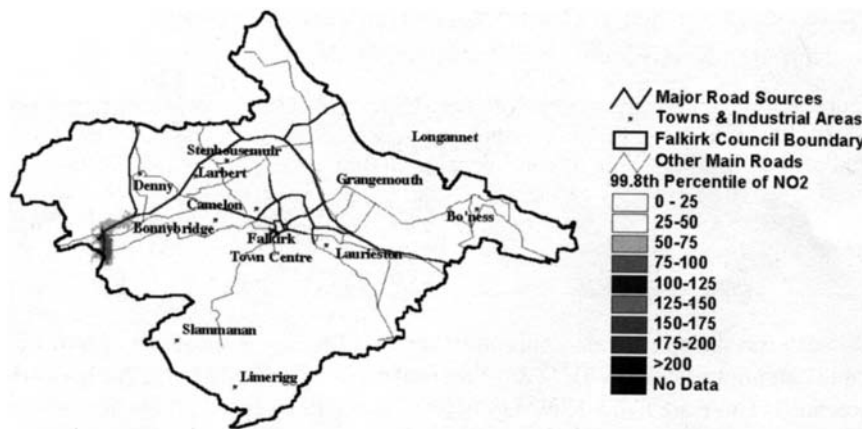 Major Road Sources
Towns & Industrial Areas
Falkirk Council Boundary
Other Main Roads
99.8th Percentile of NO2
0 - 25
25-50
50-75
75-100
100-125
125-150
150-175
175-200
>200
No Data
Longannet
Stenhousemuir
Larbert
Denny
Grangemouth
Camelon
Bo'ness
Bonnybridge
Falkirk
Town Centre
Laurieston
Slammanan
Limerigg